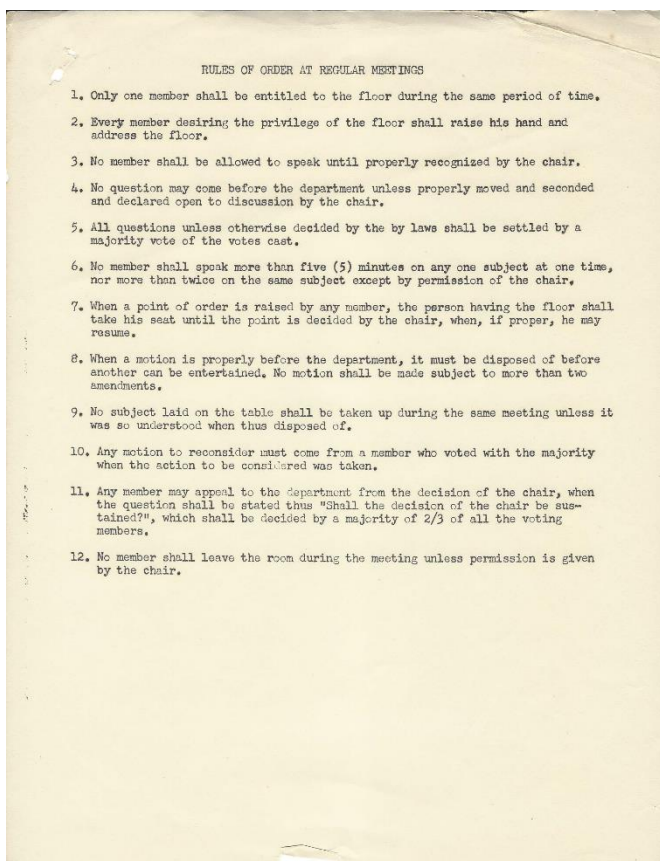 RULES OF ORDER AT REGULAR MEETINGS
1. Only one member shall be entitled to the floor during the same period of time.
2. Every member desiring the privilege of the floor shall raise his hand and
address the floor.
3. No member shall be allowed to speak until properly recognized by the chair.
4. No question may come before the department unless properly moved and seconded
and declared open to discussion by the chair.
5. All questions unless otherwise decided by the by laws shall be settled by a
majority vote of the votes cast.
6. No member shall speak more than five (5) minutes on any one subject at one time,
nor more than twice on the same subject except by permission of the chair.
7. When a point of order is raised by any member, the person having the floor shall
take his seat until the point is decided by the chair, when, if proper, he may
resume.
8. When a motion is properly before the department, it must be disposed of before
another can be entertained. No motion shall be made subject to more than two
amendments.
9. No subject laid on the table shall be taken up during the same meeting unless it
was so understood when thus disposed of.
10. Any motion to reconsider must come from a member who voted with the majority
when the action to be considered was taken.
11. Any member may appeal to the department from the decision of the chair, when
the question shall be stated thus "Shall the decision of the chair be sus-
tained?", which shall be decided by a majority of 2/3 of all the voting
members.
12. No member shall leave the room during the meeting unless permission is given
by the chair.